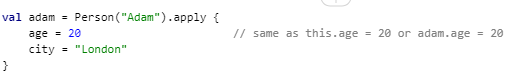 val adam = Person("Adam").apply {
    age = 20                          // same as this.age = 20 or adam.age = 20
    city = "London"
}